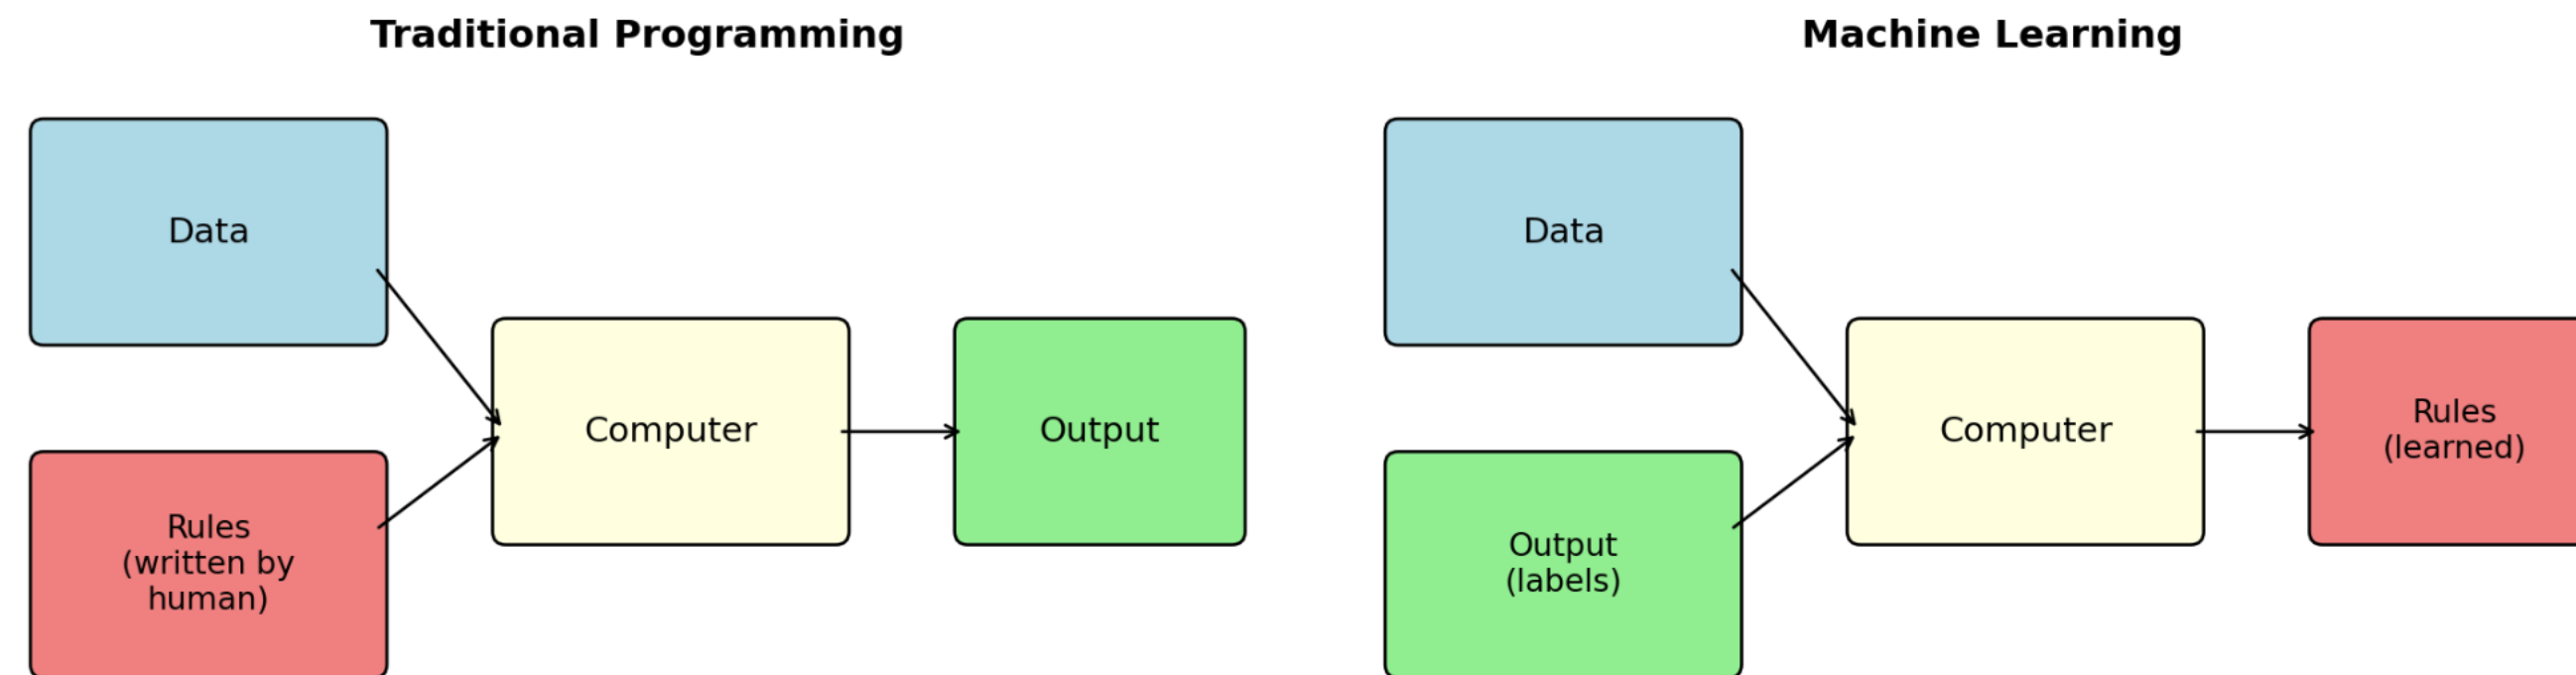 Traditional Programming
Data
Rules
(written by
human)
Computer
Output
Machine Learning
Data
Output
(labels)
Computer
Rules
(learned)